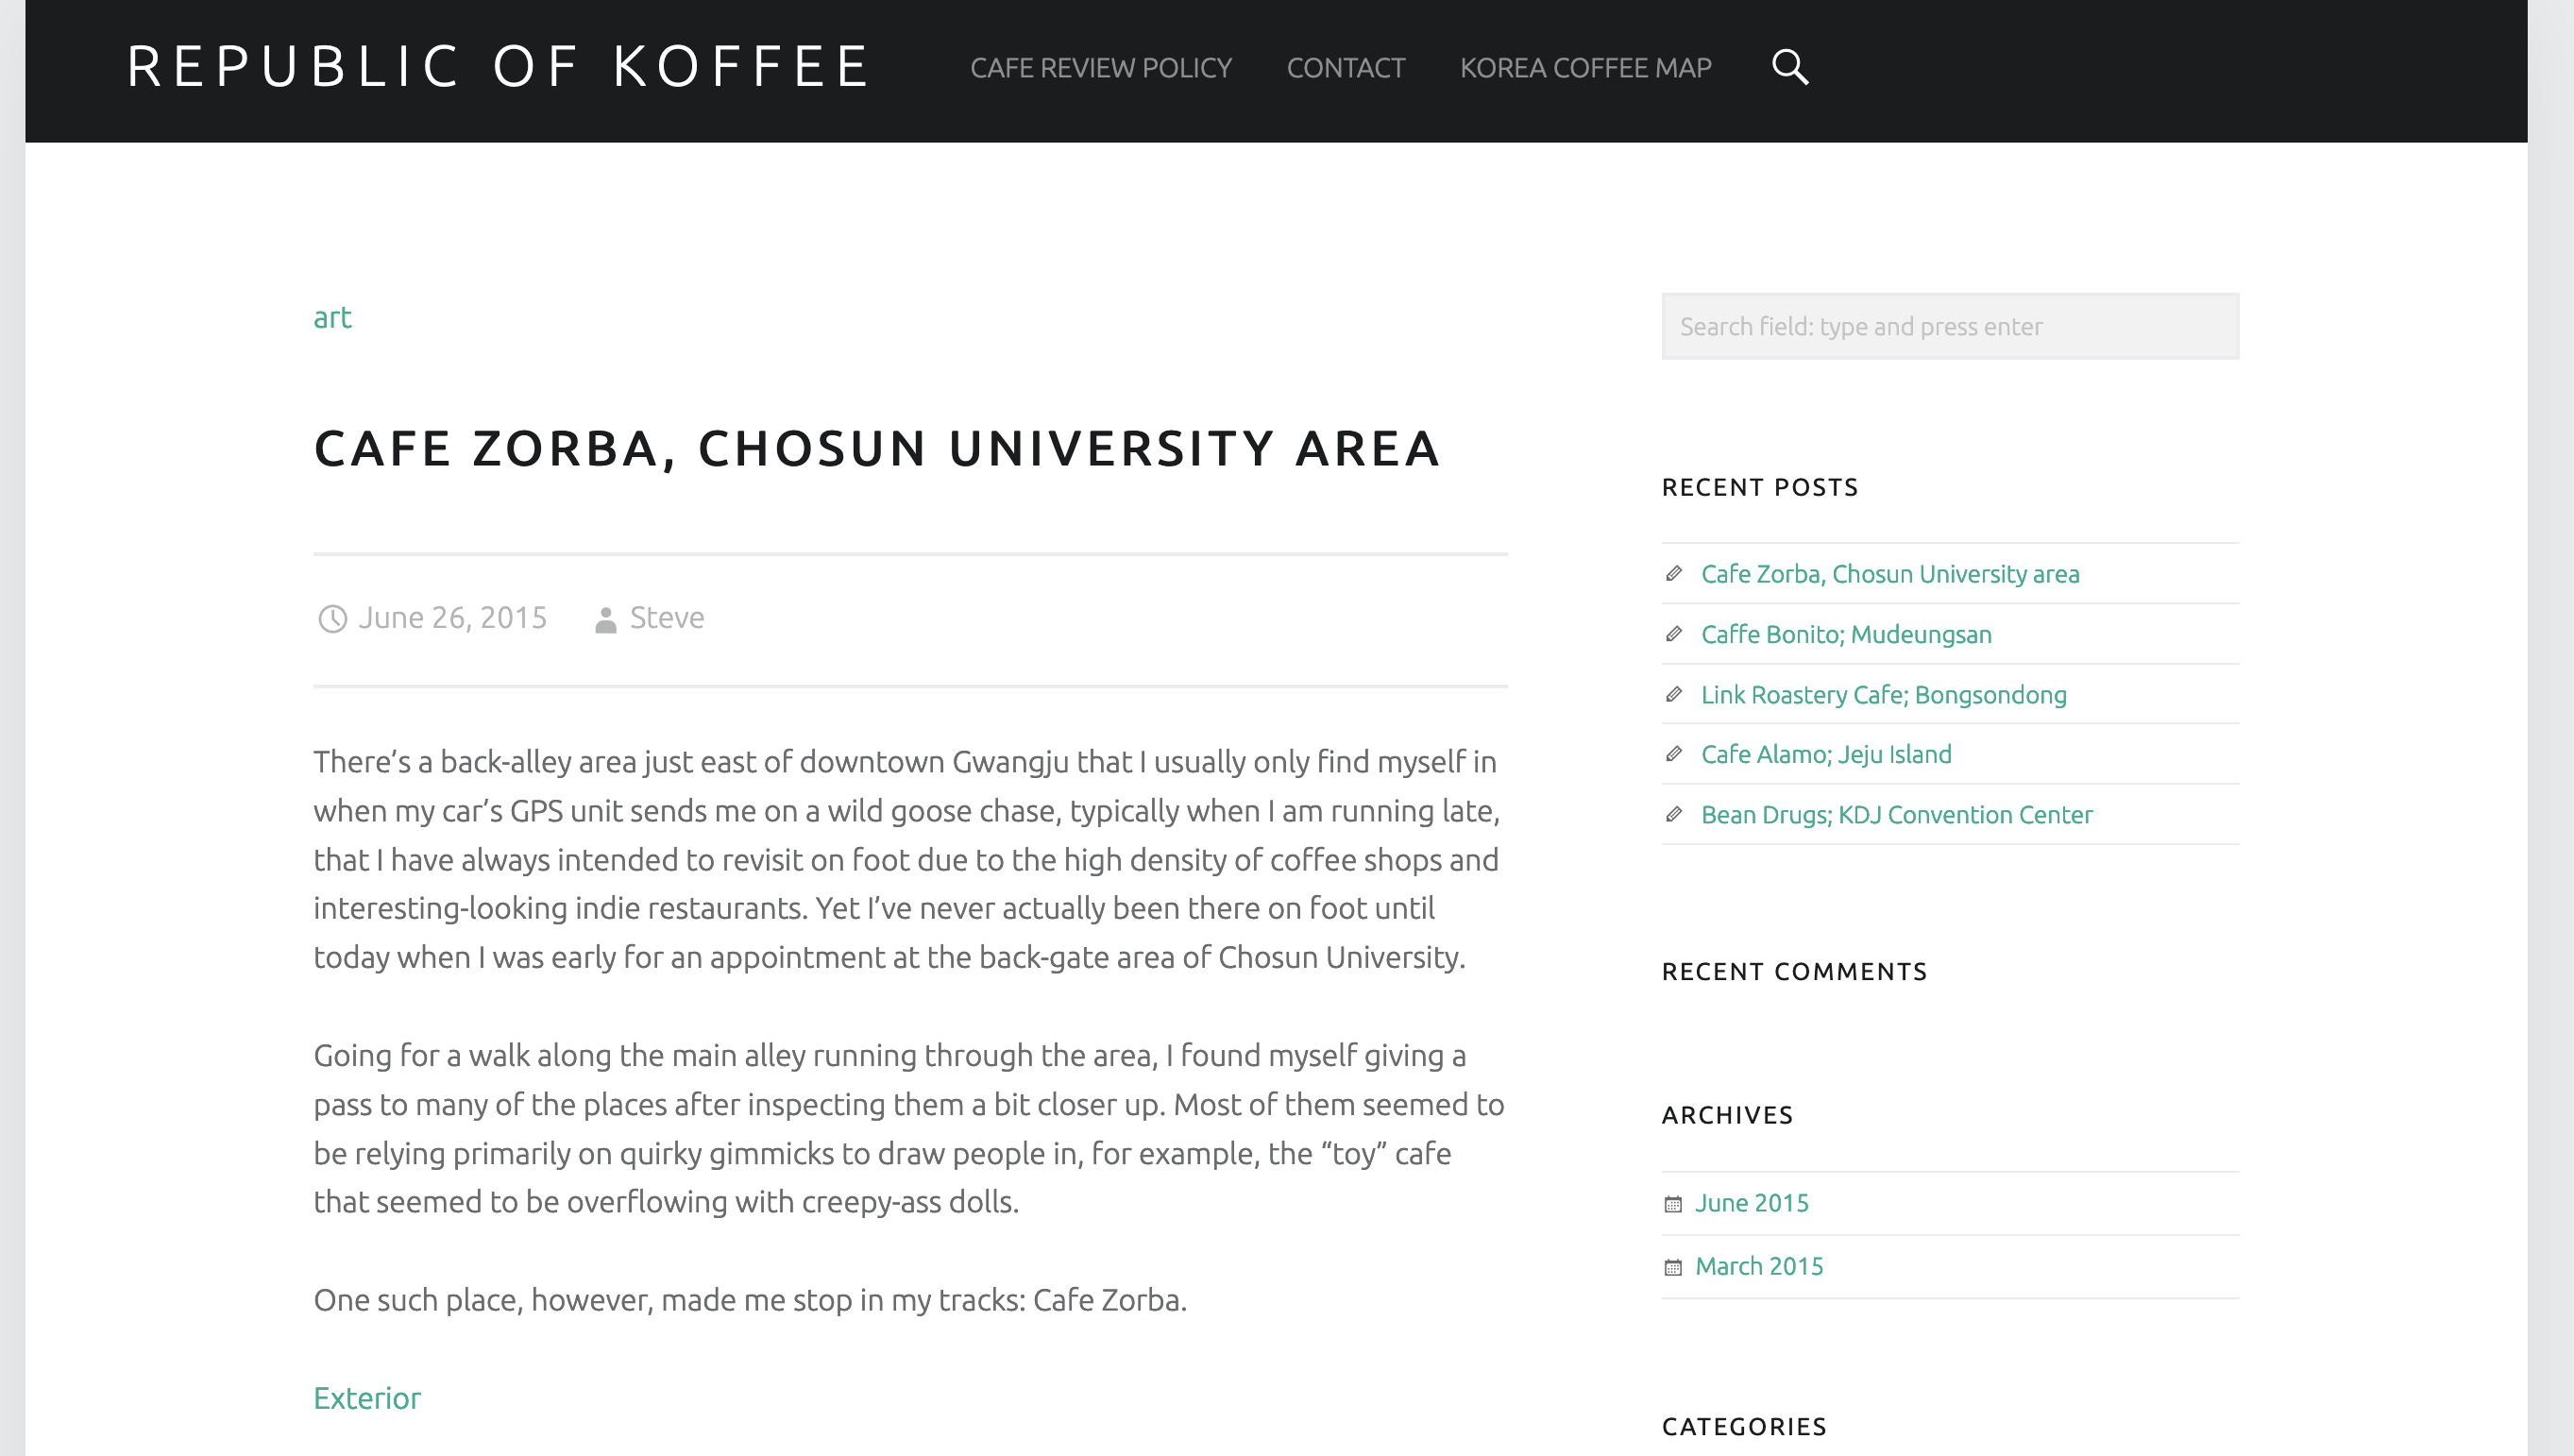 REPUBLIC OF KOFFEE
CAFE REVIEW POLICY
CONTACT
KOREA COFFEE MAP
art
CAFE ZORBA, CHOSUN UNIVERSITY AREA
June 26, 2015
Steve
There’s a back-alley area just east of downtown Gwangju that I usually only find myself in
when my car’s GPS unit sends me on a wild goose chase, typically when I am running late,
that I have always intended to revisit on foot due to the high density of coffee shops and
interesting-looking indie restaurants. Yet I’ve never actually been there on foot until
today when I was early for an appointment at the back-gate area of Chosun University.
Going for a walk along the main alley running through the area, I found myself giving a
pass to many of the places after inspecting them a bit closer up. Most of them seemed to
be relying primarily on quirky gimmicks to draw people in, for example, the “toy” cafe
that seemed to be overflowing with creepy-ass dolls.
One such place, however, made me stop in my tracks: Cafe Zorba.
Exterior
Search field: type and press enter
RECENT POSTS
Cafe Zorba, Chosun University area
Caffe Bonito; Mudeungsan
Link Roastery Cafe; Bongsondong
Cafe Alamo; Jeju Island
Bean Drugs; KDJ Convention Center
RECENT COMMENTS
ARCHIVES
June 2015
March 2015
CATEGORIES